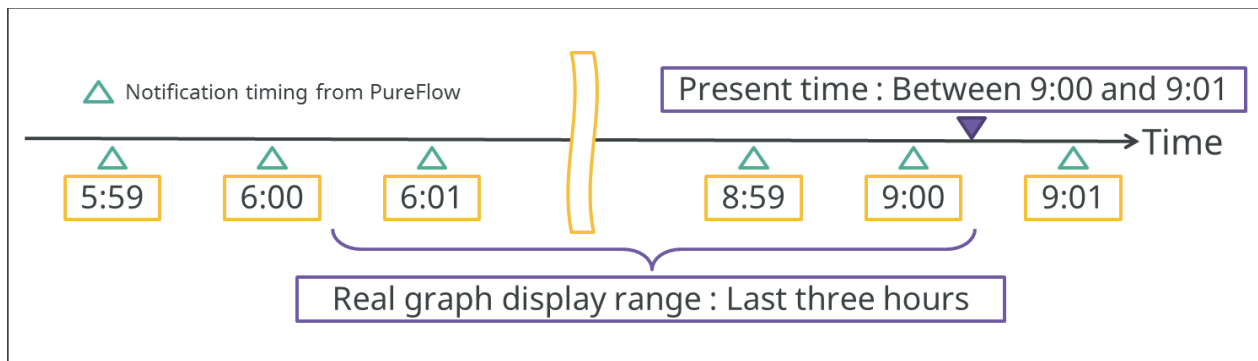 Notification timing from PureFlow
Present time : Between 9:00 and 9:01
Time
5:59
6:00
6:01
8:59
9:00
9:01
Real graph display range : Last three hours